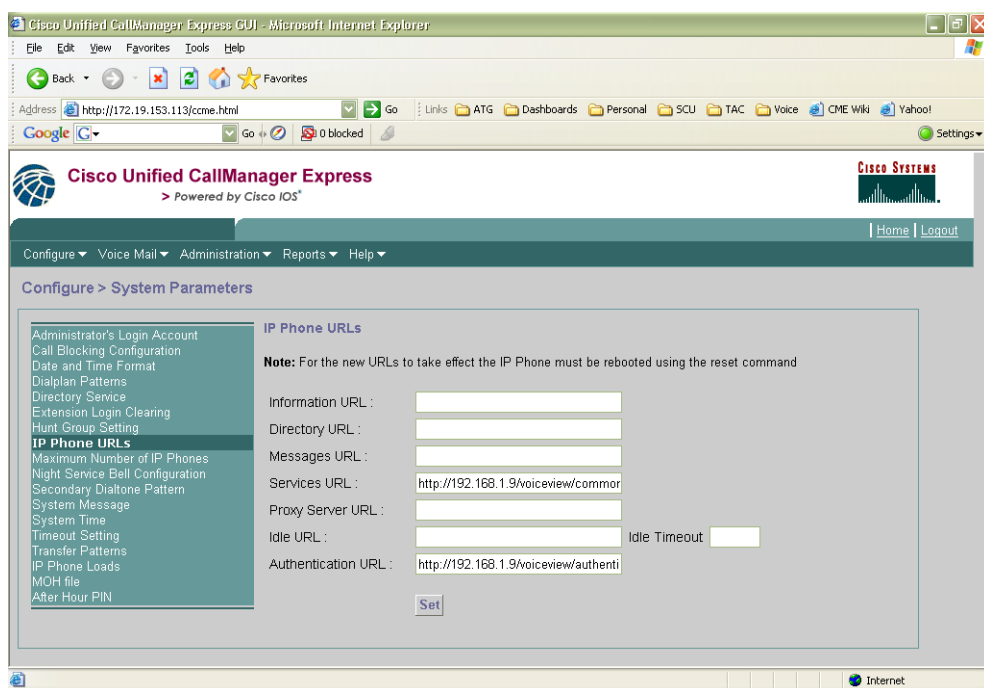 Cisco Unified CallManager Express GUI - Microsoft Internet Explorer
File Edit View Favorites Tools Help
Back Favorites
Address http://172.19.153.113/ccme.html Go Links ATG Dashboards Personal SCU TAC Voice CME Wiki Yahoo!
Google G Go 0 blocked Settings
Cisco Unified CallManager Express
> Powered by Cisco IOS®
CISCO SYSTEMS
Home Logout
Configure Voice Mail Administration Reports Help
Configure > System Parameters
Administrator's Login Account
Call Blocking Configuration
Date and Time Format
Dialplan Patterns
Directory Service
Extension Login Clearing
Hunt Group Setting
IP Phone URLs
Maximum Number of IP Phones
Night Service Bell Configuration
Secondary Dialtone Pattern
System Message
System Time
Timeout Setting
Transfer Patterns
IP Phone Loads
MOH file
After Hour PIN
IP Phone URLs
Note: For the new URLs to take effect the IP Phone must be rebooted using the reset command
Information URL :
Directory URL :
Messages URL :
Services URL : http://192.168.1.9/voiceview/common
Proxy Server URL :
Idle URL : Idle Timeout
Authentication URL : http://192.168.1.9/voiceview/authenti
Set
Internet